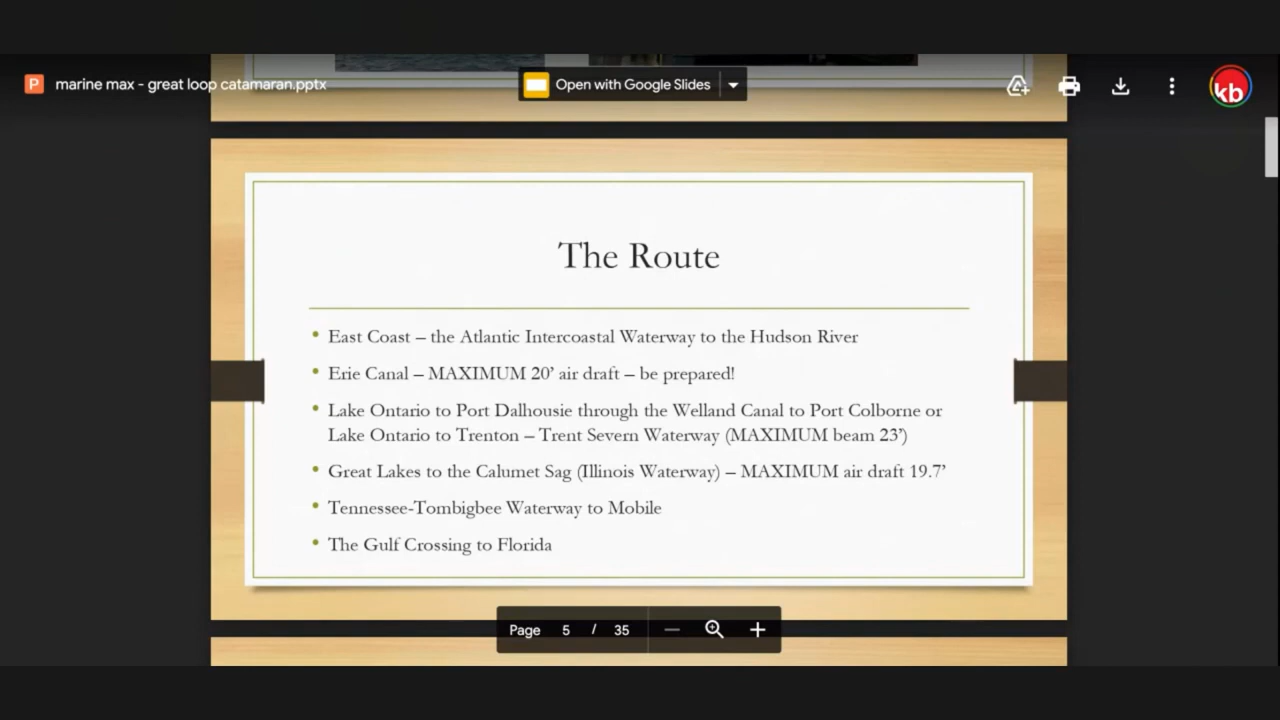 P marine max - great loop catamaran.pptx
Open with Google Slides
kb
The Route
• East Coast – the Atlantic Intercoastal Waterway to the Hudson River
• Erie Canal – MAXIMUM 20’ air draft – be prepared!
• Lake Ontario to Port Dalhousie through the Welland Canal to Port Colborne or
Lake Ontario to Trenton – Trent Severn Waterway (MAXIMUM beam 23’)
• Great Lakes to the Calumet Sag (Illinois Waterway) – MAXIMUM air draft 19.7’
• Tennessee-Tombigbee Waterway to Mobile
• The Gulf Crossing to Florida
Page 5 / 35